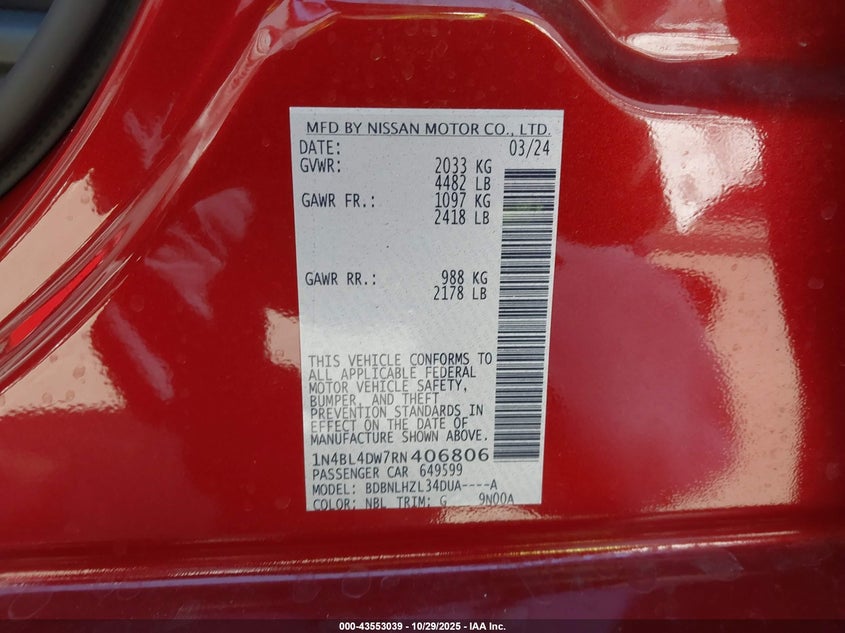 MFD BY NISSAN MOTOR CO., LTD.
DATE: 03/24
GVWR: 2033 KG
4482 LB
GAWR FR.: 1097 KG
2418 LB
GAWR RR.: 988 KG
2178 LB
THIS VEHICLE CONFORMS TO
ALL APPLICABLE FEDERAL
MOTOR VEHICLE SAFETY,
BUMPER, AND THEFT
PREVENTION STANDARDS IN
EFFECT ON THE DATE OF
MANUFACTURE SHOWN ABOVE.
1N4BL4DW7RN406806
PASSENGER CAR 649599
MODEL: BDBNLHZL34DUA----A
COLOR: NBL TRIM: G 9N00A
000-43553039 - 10/29/2025 - IAA Inc.